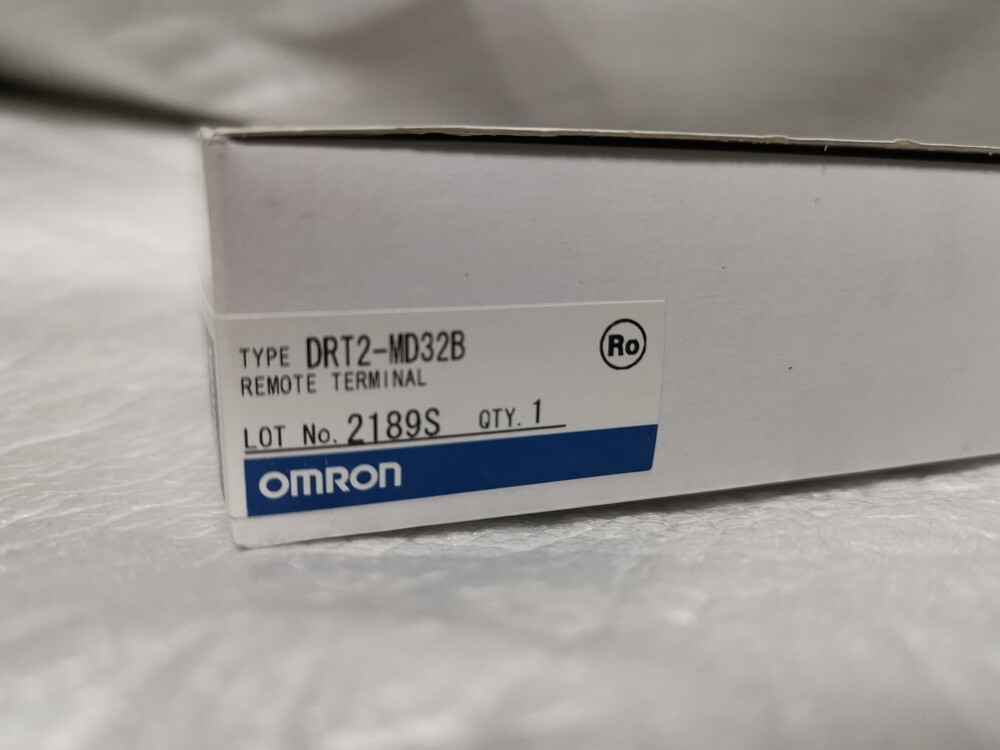 TYPE DRT2-MD32B
Ro
REMOTE TERMINAL
LOT No. 2189S QTY. 1
OMRON